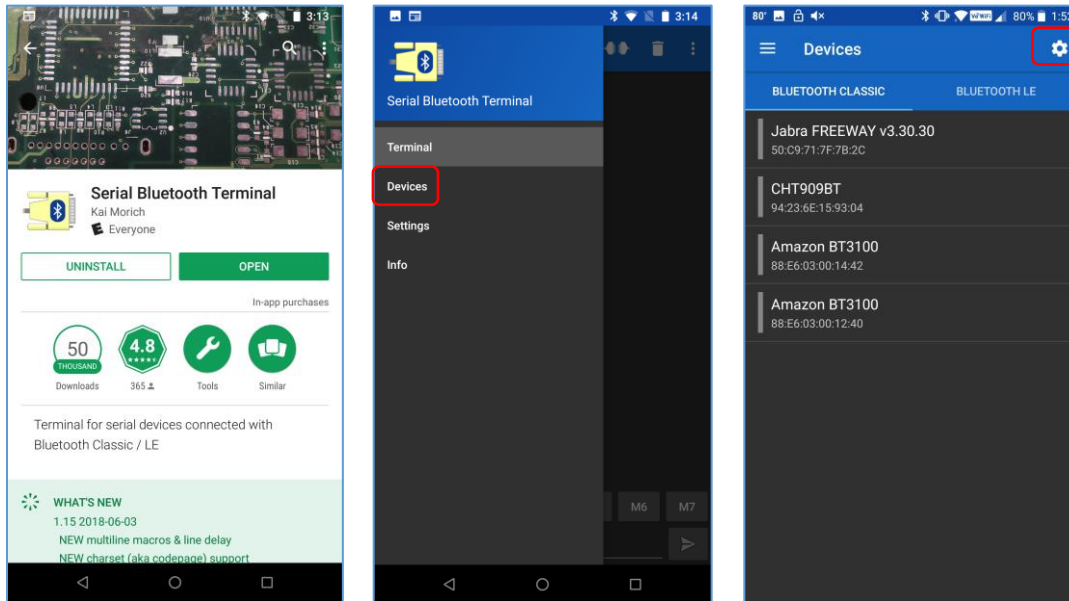 3:13
Serial Bluetooth Terminal
Kai Morich
E Everyone
UNINSTALL
OPEN
In-app purchases
50
THOUSAND
Downloads
4.8
365
Tools
Similar
Terminal for serial devices connected with
Bluetooth Classic / LE
WHAT'S NEW
1.15 2018-06-03
NEW multiline macros & line delay
NEW charset (aka codepage) support
3:14
Serial Bluetooth Terminal
Terminal
Devices
Settings
Info
M6
M7
80°
80%
Devices
BLUETOOTH CLASSIC
BLUETOOTH LE
Jabra FREEWAY v3.30.30
50:C9:71:7F:7B:2C
CHT909BT
94:23:6E:15:93:04
Amazon BT3100
88:E6:03:00:14:42
Amazon BT3100
88:E6:03:00:12:40